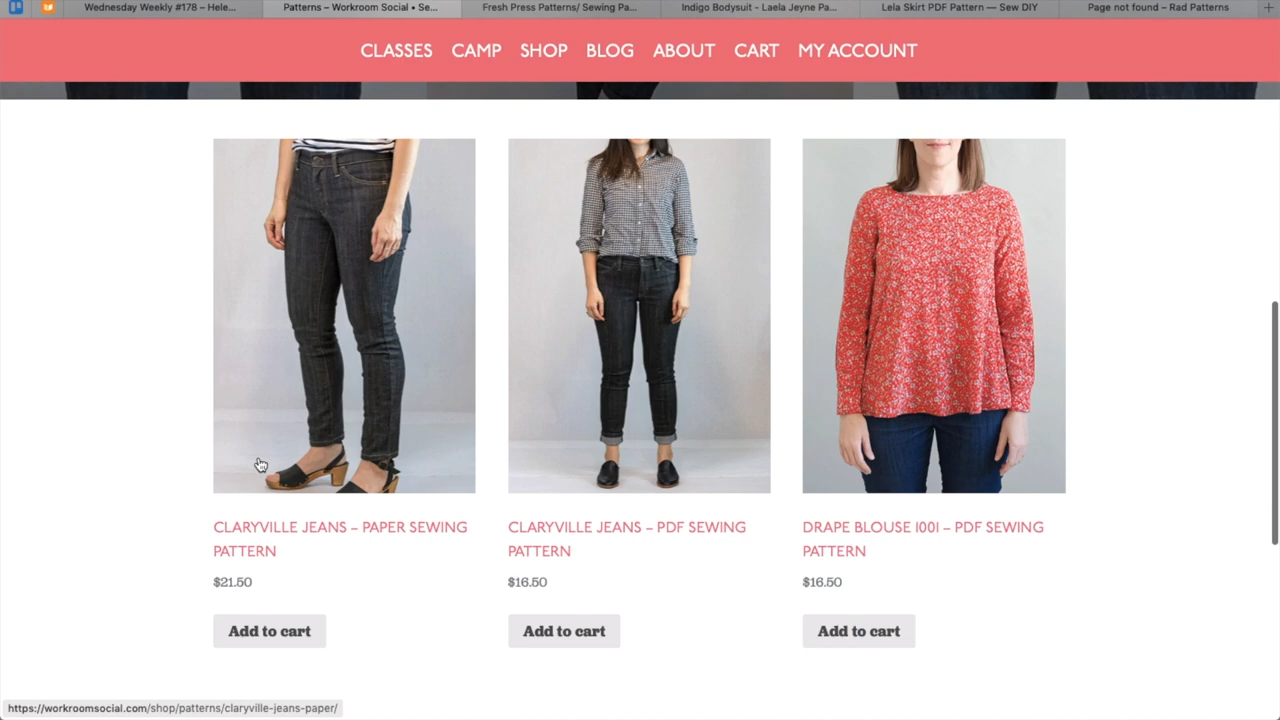 Wednesday Weekly #178 – Hele...
Patterns – Workroom Social • Se...
Fresh Press Patterns/ Sewing Pa...
Indigo Bodysuit - Laela Jeyne Pa...
Lela Skirt PDF Pattern — Sew DIY
Page not found – Rad Patterns
CLASSES CAMP SHOP BLOG ABOUT CART MY ACCOUNT
CLARYVILLE JEANS – PAPER SEWING
PATTERN
$21.50
Add to cart
CLARYVILLE JEANS – PDF SEWING
PATTERN
$16.50
Add to cart
DRAPE BLOUSE 1001 – PDF SEWING
PATTERN
$16.50
Add to cart
https://workroomsocial.com/shop/patterns/claryville-jeans-paper/